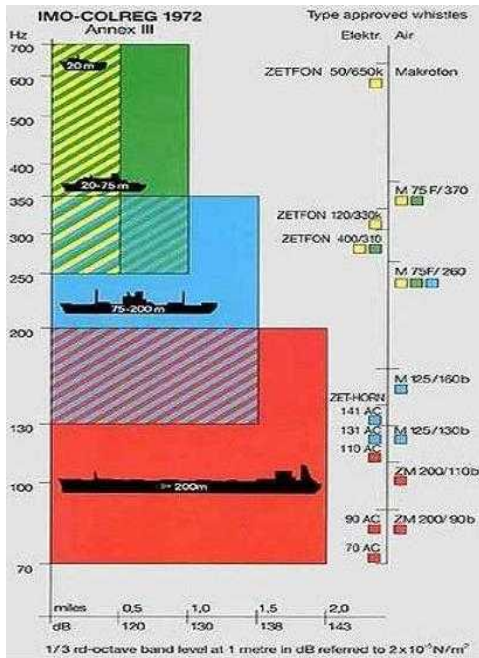 IMO-COLREG 1972
Annex III
Type approved whistles
Hz
Elektr.
Air
700
600
500
400
350
300
250
200
130
100
70
20 m
20-75 m
75-200 m
>= 200m
ZETFON 50/650k
Makrofon
M 75F/370
ZETFON 120/330k
ZETFON 400/310
M 75F/260
M 125/160b
ZET-HORN
141 AC
131 AC
M 125/130b
110 AC
ZM 200/110b
90 AC
ZM 200/90b
70 AC
miles 0,5 1,0 1,5 2,0
dB 120 130 138 143
1/3 rd-octave band level at 1 metre in dB referred to 2×10⁻⁵N/m²